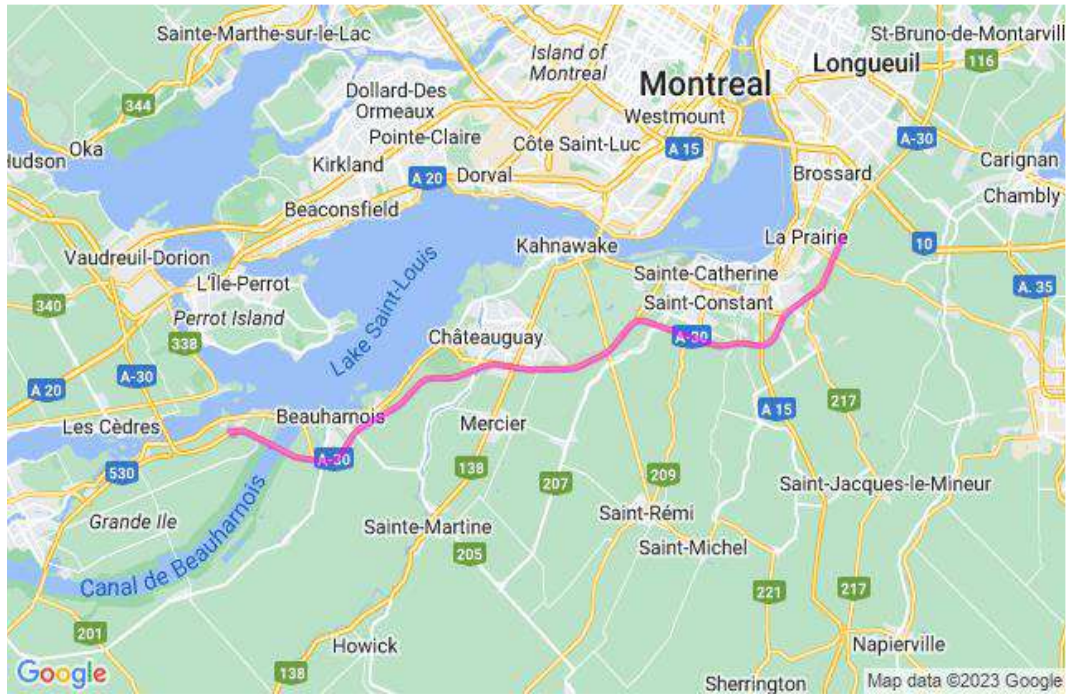 Sainte-Marthe-sur-le-Lac
St-Bruno-de-Montarvill
Island of
Montreal
Longueuil
116
Montreal
344
Dollard-Des
Ormeaux
Westmount
Pointe-Claire
Côte Saint-Luc
A 15
A-30
Hudson
Oka
Kirkland
A 20
Dorval
Brossard
Carignan
Chambly
Beaconsfield
La Prairie
10
Kahnawake
Vaudreuil-Dorion
L'Île-Perrot
Sainte-Catherine
A. 35
340
Perrot Island
Lake Saint-Louis
Saint-Constant
338
Châteauguay
A-30
A-30
A 20
Beauharnois
A 15
217
Les Cèdres
Mercier
A-30
530
138
207
209
Saint-Jacques-le-Mineur
Grande Ile
Sainte-Martine
Saint-Rémi
Canal de Beauharnois
205
Saint-Michel
221
217
201
Howick
Napierville
138
Sherrington
Google
Map data ©2023 Google